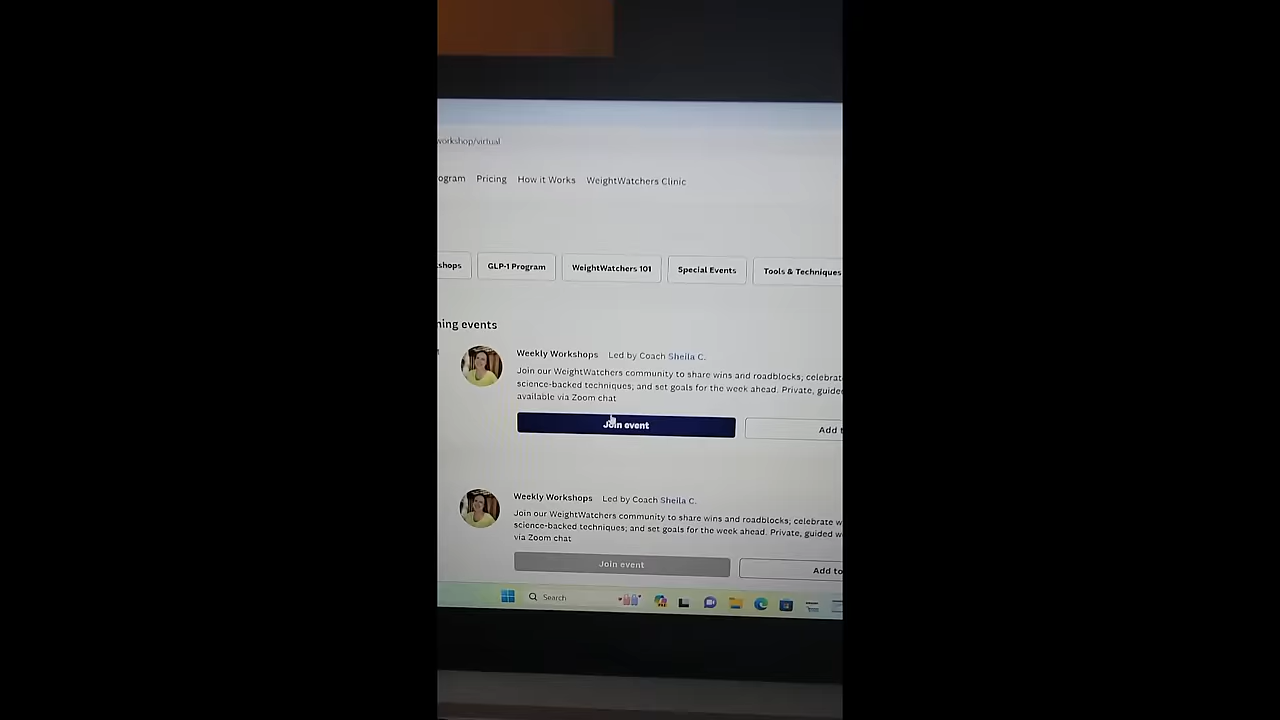 workshop/virtual
ogram Pricing How it Works WeightWatchers Clinic
shops GLP-1 Program WeightWatchers 101 Special Events Tools & Techniques
ning events
Weekly Workshops Led by Coach Sheila C.
Join our WeightWatchers community to share wins and roadblocks; celebrat
science-backed techniques; and set goals for the week ahead. Private, guide
available via Zoom chat
Join event Add t
Weekly Workshops Led by Coach Sheila C.
Join our WeightWatchers community to share wins and roadblocks; celebrate w
science-backed techniques; and set goals for the week ahead. Private, guided w
via Zoom chat
Join event Add to
Search